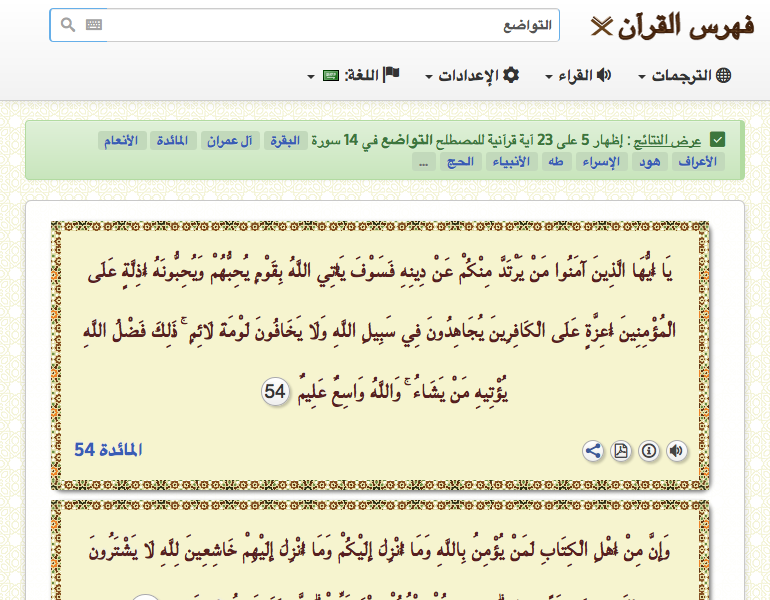 فهرس القرآن
التواضع
الترجمات
القراء
الإعدادات
اللغة:
عرض النتائج : إظهار 5 على 23 آية قرآنية للمصطلح التواضع في 14 سورة البقرة آل عمران المائدة الأنعام
الأعراف هود الإسراء طه الأنبياء الحج ...
يَا أَيُّهَا الَّذِينَ آمَنُوا مَنْ يَرْتَدَّ مِنْكُمْ عَنْ دِينِهِ فَسَوْفَ يَأْتِي اللَّهُ بِقَوْمٍ يُحِبُّهُمْ وَيُحِبُّونَهُ أَذِلَّةٍ عَلَى
الْمُؤْمِنِينَ أَعِزَّةٍ عَلَى الْكَافِرِينَ يُجَاهِدُونَ فِي سَبِيلِ اللَّهِ وَلَا يَخَافُونَ لَوْمَةَ لَائِمٍ ۚ ذَلِكَ فَضْلُ اللَّهِ
يُؤْتِيهِ مَنْ يَشَاءُ ۚ وَاللَّهُ وَاسِعٌ عَلِيمٌ 54
المائدة 54
وَإِنَّ مِنْ أَهْلِ الْكِتَابِ لَمَنْ يُؤْمِنُ بِاللَّهِ وَمَا أُنْزِلَ إِلَيْكُمْ وَمَا أُنْزِلَ إِلَيْهِمْ خَاشِعِينَ لِلَّهِ لَا يَشْتَرُونَ